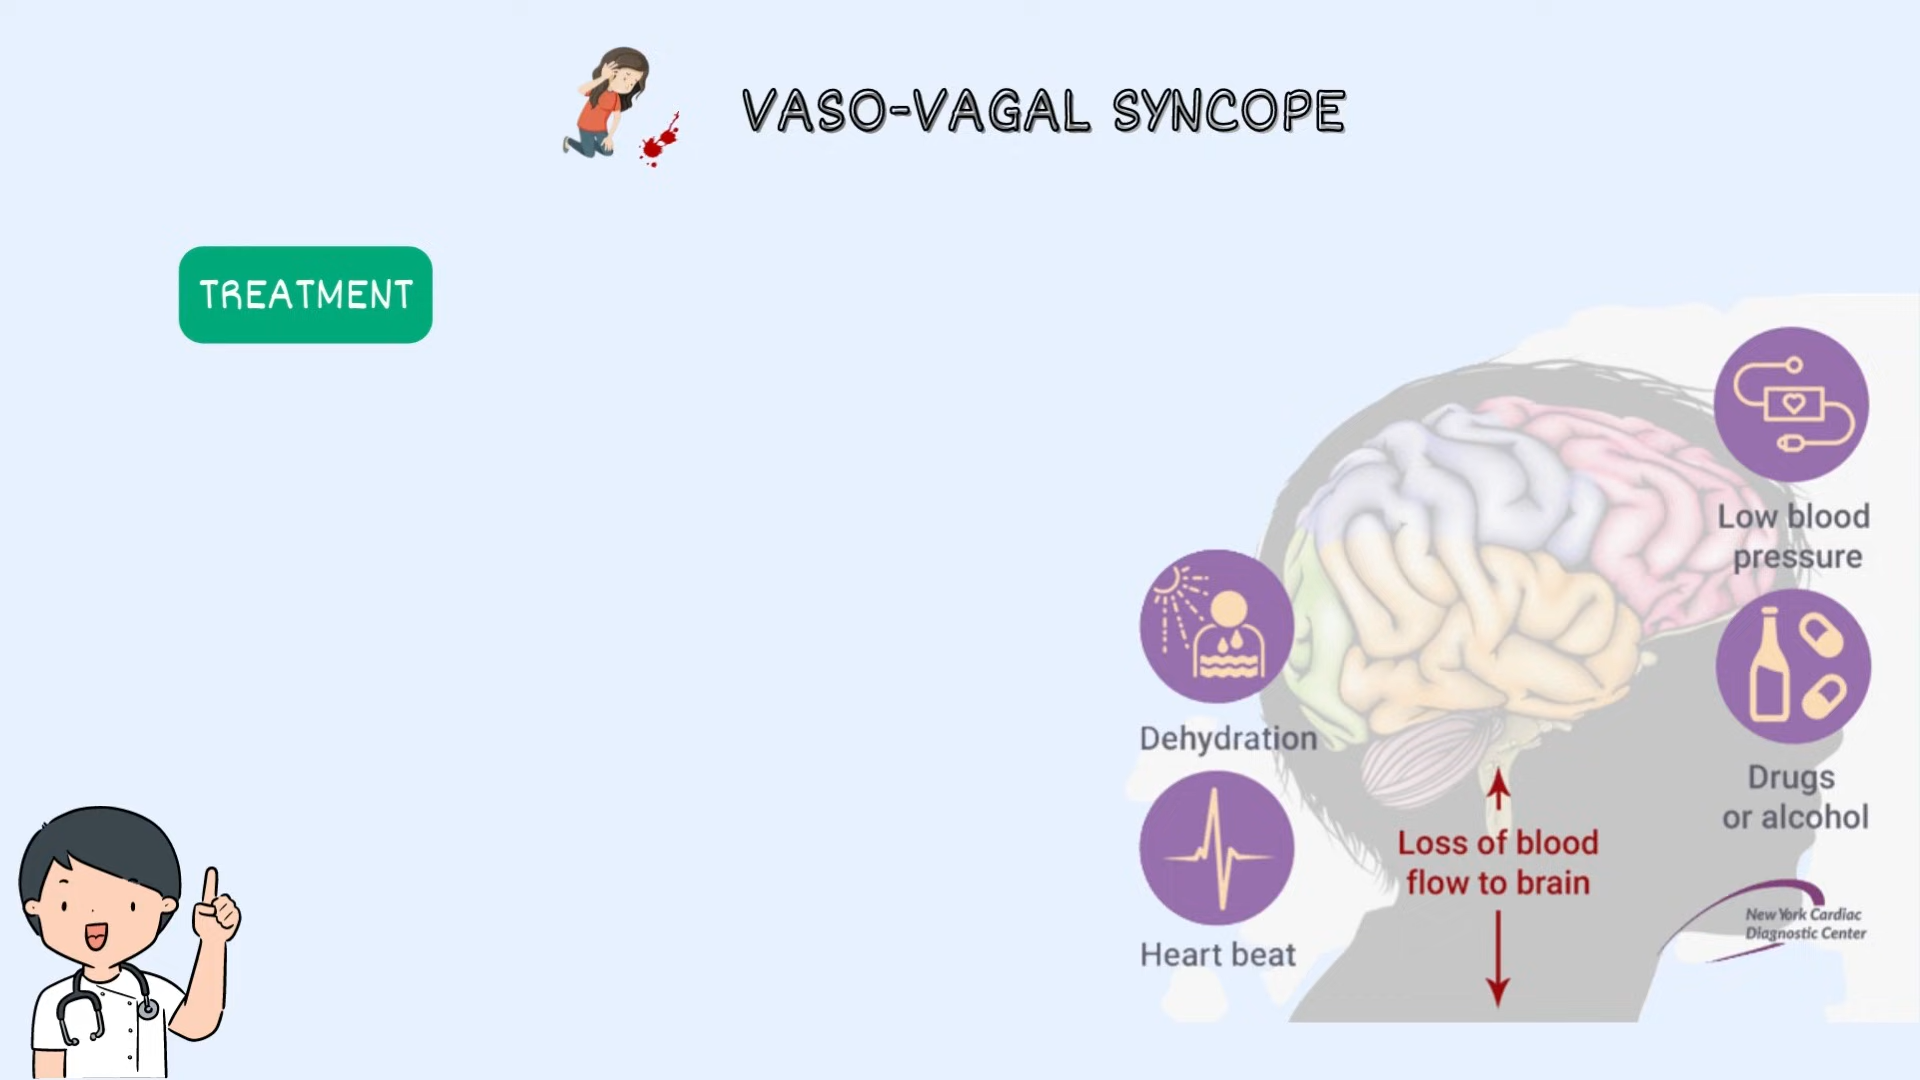 VASO-VAGAL SYNCOPE
TREATMENT
Low blood
pressure
Dehydration
Drugs
or alcohol
Loss of blood
flow to brain
Heart beat
New York Cardiac
Diagnostic Center